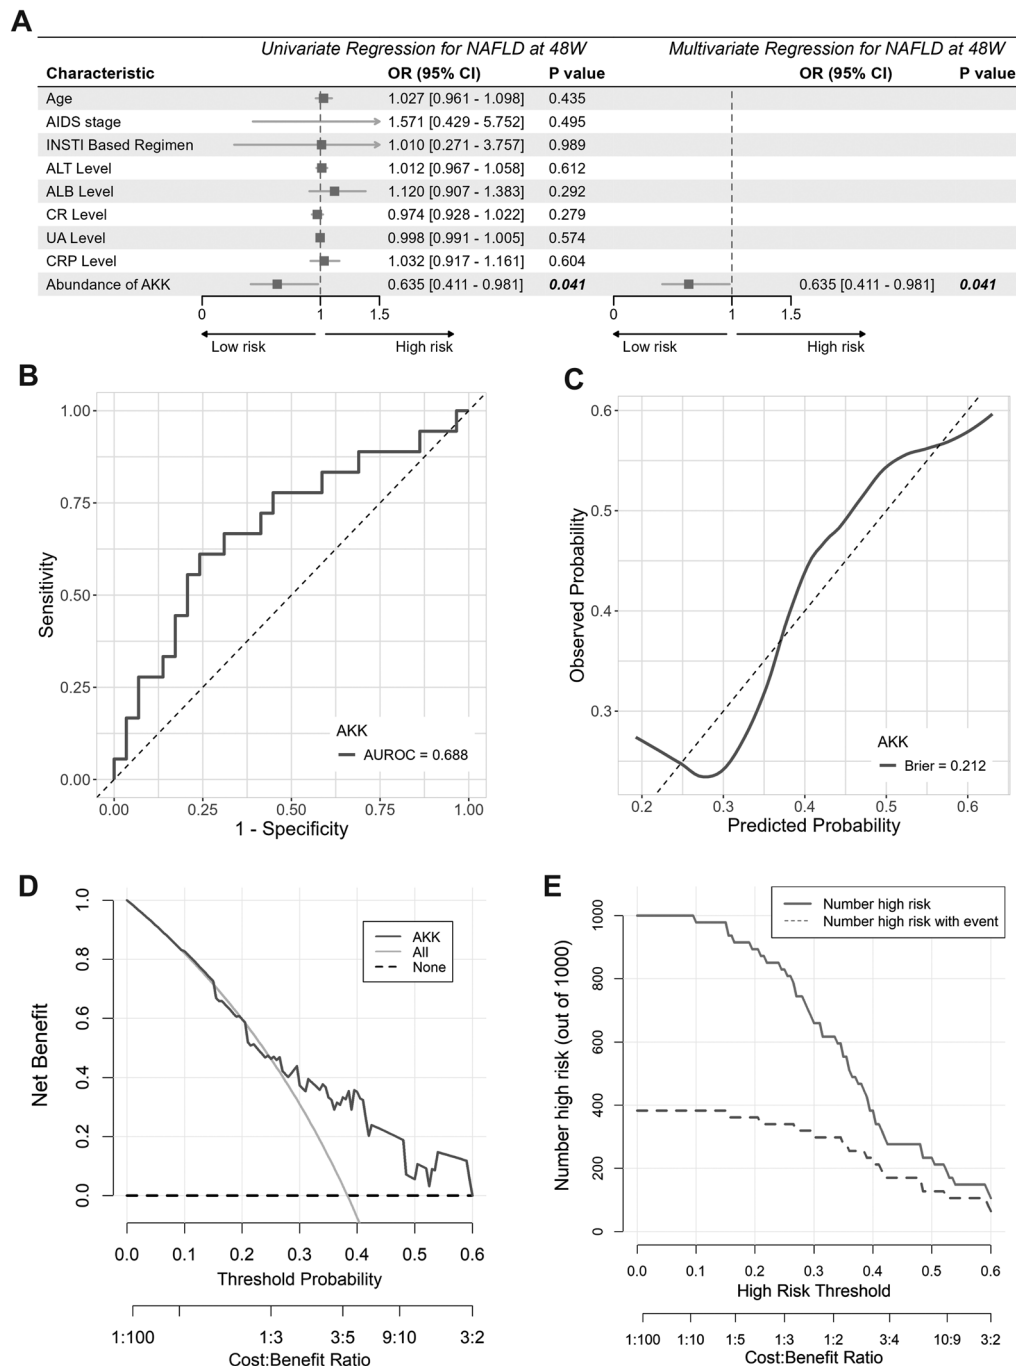 A
Univariate Regression for NAFLD at 48W Multivariate Regression for NAFLD at 48W
Characteristic OR (95% CI) P value OR (95% CI) P value
Age 1.027 [0.961 - 1.098] 0.435
AIDS stage 1.571 [0.429 - 5.752] 0.495
INSTI Based Regimen 1.010 [0.271 - 3.757] 0.989
ALT Level 1.012 [0.967 - 1.058] 0.612
ALB Level 1.120 [0.907 - 1.383] 0.292
CR Level 0.974 [0.928 - 1.022] 0.279
UA Level 0.998 [0.991 - 1.005] 0.574
CRP Level 1.032 [0.917 - 1.161] 0.604
Abundance of AKK 0.635 [0.411 - 0.981] 0.041 0.635 [0.411 - 0.981] 0.041
0 1 1.5 0 1 1.5
Low risk High risk Low risk High risk
B
1.00
0.75
0.50
0.25
0.00
Sensitivity
AKK
AUROC = 0.688
0.00 0.25 0.50 0.75 1.00
1 - Specificity
C
0.6
0.5
0.4
0.3
Observed Probability
AKK
Brier = 0.212
0.2 0.3 0.4 0.5 0.6
Predicted Probability
D
1.0
0.8
0.6
0.4
0.2
0.0
Net Benefit
AKK
All
None
0.0 0.1 0.2 0.3 0.4 0.5 0.6
Threshold Probability
1:100 1:3 3:5 9:10 3:2
Cost:Benefit Ratio
E
1000
800
600
400
200
0
Number high risk (out of 1000)
Number high risk
Number high risk with event
0.0 0.1 0.2 0.3 0.4 0.5 0.6
High Risk Threshold
1:100 1:10 1:5 1:3 1:2 3:4 10:9 3:2
Cost:Benefit Ratio